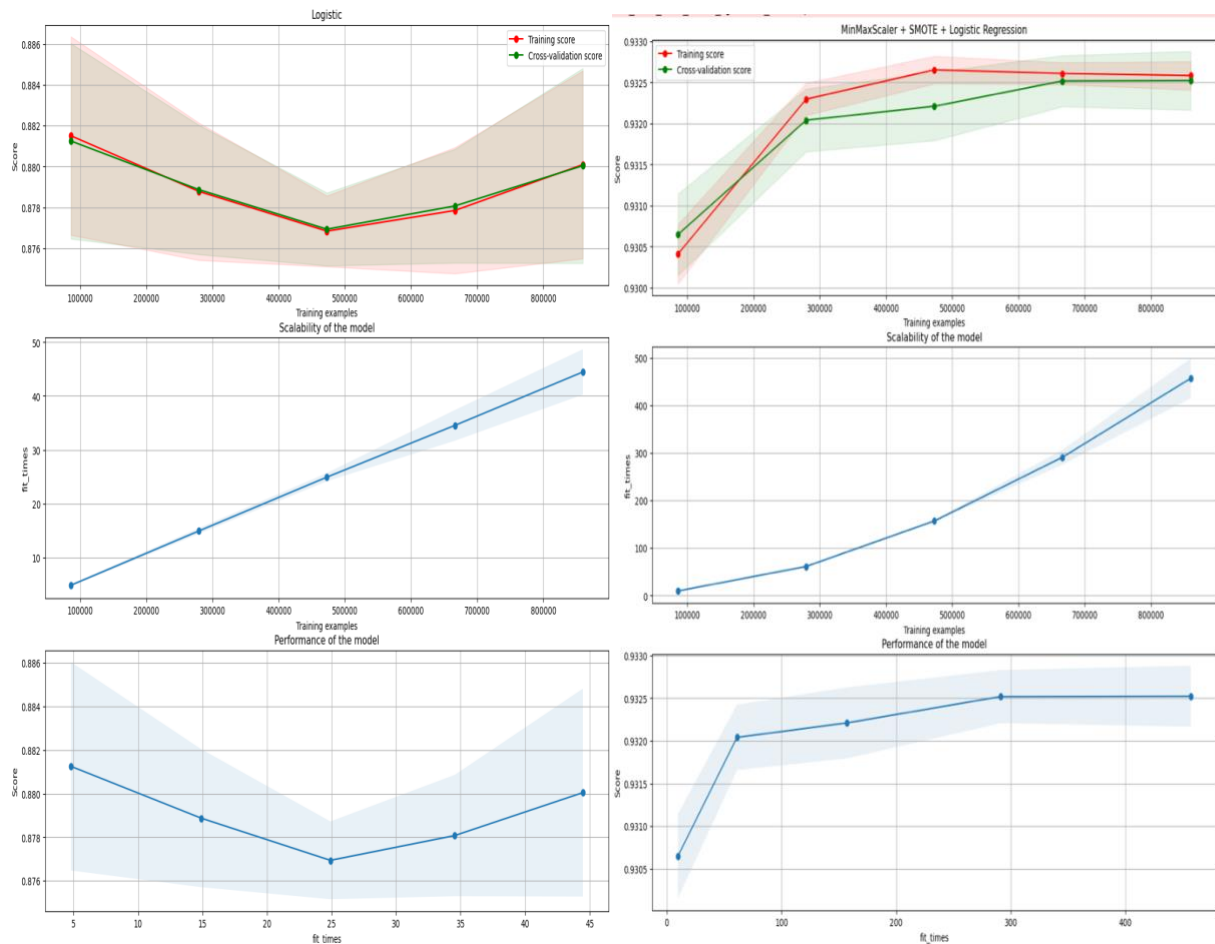 Logistic
0.886
0.884
0.882
0.880
0.878
0.876
Score
Training score
Cross-validation score
100000 200000 300000 400000 500000 600000 700000 800000
Training examples
Scalability of the model
50
40
30
20
10
fit_times
100000 200000 300000 400000 500000 600000 700000 800000
Training examples
Performance of the model
0.886
0.884
0.882
0.880
0.878
0.876
Score
5 10 15 20 25 30 35 40 45
fit_times
MinMaxScaler + SMOTE + Logistic Regression
0.9330
0.9325
0.9320
0.9315
0.9310
0.9305
0.9300
Score
Training score
Cross-validation score
100000 200000 300000 400000 500000 600000 700000 800000
Training examples
Scalability of the model
500
400
300
200
100
0
fit_times
100000 200000 300000 400000 500000 600000 700000 800000
Training examples
Performance of the model
0.9330
0.9325
0.9320
0.9315
0.9310
0.9305
0.9300
Score
0 100 200 300 400
fit_times